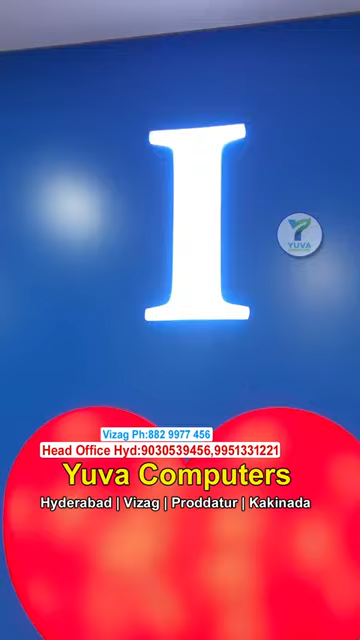 I
YUVA
Vizag Ph:882 9977 456
Head Office Hyd:9030539456,9951331221
Yuva Computers
Hyderabad | Vizag | Proddatur | Kakinada